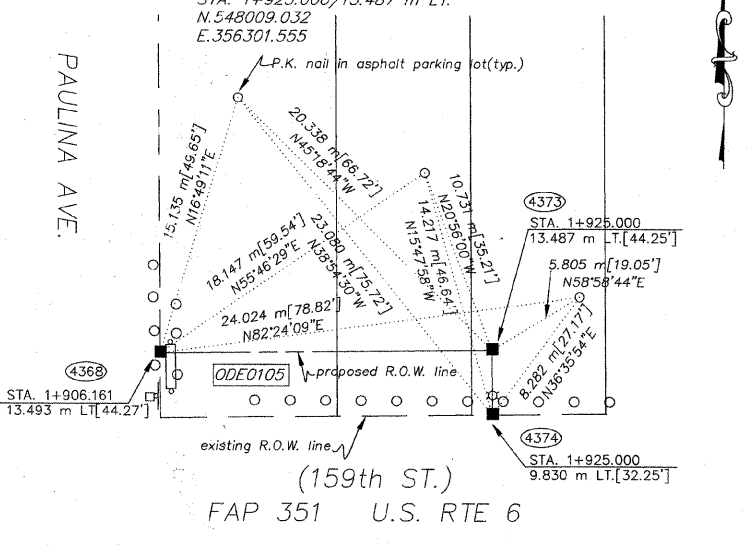 STA. 1+925.000/13.487 m LT.
N.548009.032
E.356301.555
P.K. nail in asphalt parking lot(typ.)
PAULINA AVE.
15.135 m[49.65']
N16°49'11"E
20.338 m[66.72']
N45°18'44"W
10.731 m[35.21']
N20°56'00"W
14.217 m[46.64']
N15°47'58"W
18.147 m[59.54']
N55°46'29"E
23.080 m[75.72']
N38°54'30"W
24.024 m[78.82']
N82°24'09"E
4373
STA. 1+925.000
13.487 m LT.[44.25']
5.805 m[19.05']
N58°58'44"E
8.282 m[27.17']
N36°35'54"E
4368
STA. 1+906.161
13.493 m LT[44.27']
ODE0105
proposed R.O.W. line
existing R.O.W. line
4374
STA. 1+925.000
9.830 m LT.[32.25']
(159th ST.)
FAP 351 U.S. RTE 6